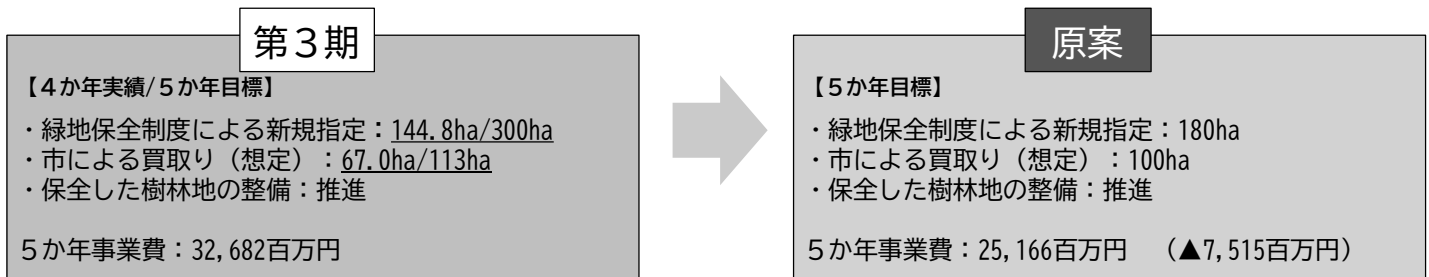 第３期
【４か年実績/５か年目標】
・緑地保全制度による新規指定：144.8ha/300ha
・市による買取り（想定）：67.0ha/113ha
・保全した樹林地の整備：推進
５か年事業費：32,682百万円
原案
【５か年目標】
・緑地保全制度による新規指定：180ha
・市による買取り（想定）：100ha
・保全した樹林地の整備：推進
５か年事業費：25,166百万円　（▲7,515百万円）